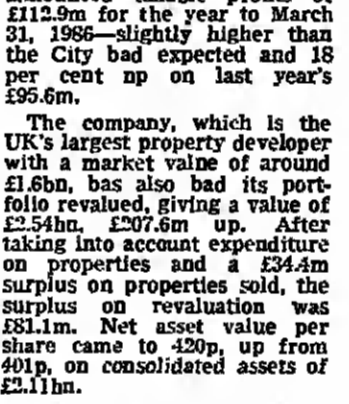 £112.9m for the year to March
31, 1986—slightly higher than
the City bad expected and 18
per cent np on last year's
£95.6m.
The company, which is the
UK's largest property developer
with a market valne of around
£1.6bn, bas also bad its port-
folio revalued, giving a value of
£2.54hn, £207.6m up. After
taking into account expenditure
on properties and a £34.4m
surplus on properties sold, the
surplus on revaluation was
£81.1m. Net asset value per
share came to 420p, up from
401p, on consolidated assets of
£2.11hn.